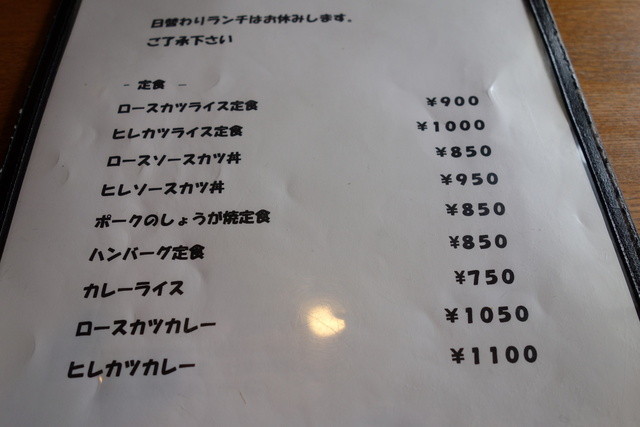 日替わりランチはお休みします。
ご了承下さい
- 定食 -
ロースカツライス定食 ¥900
ヒレカツライス定食 ¥1000
ロースソースカツ丼 ¥850
ヒレソースカツ丼 ¥950
ポークのしょうが焼定食 ¥850
ハンバーグ定食 ¥850
カレーライス ¥750
ロースカツカレー ¥1050
ヒレカツカレー ¥1100